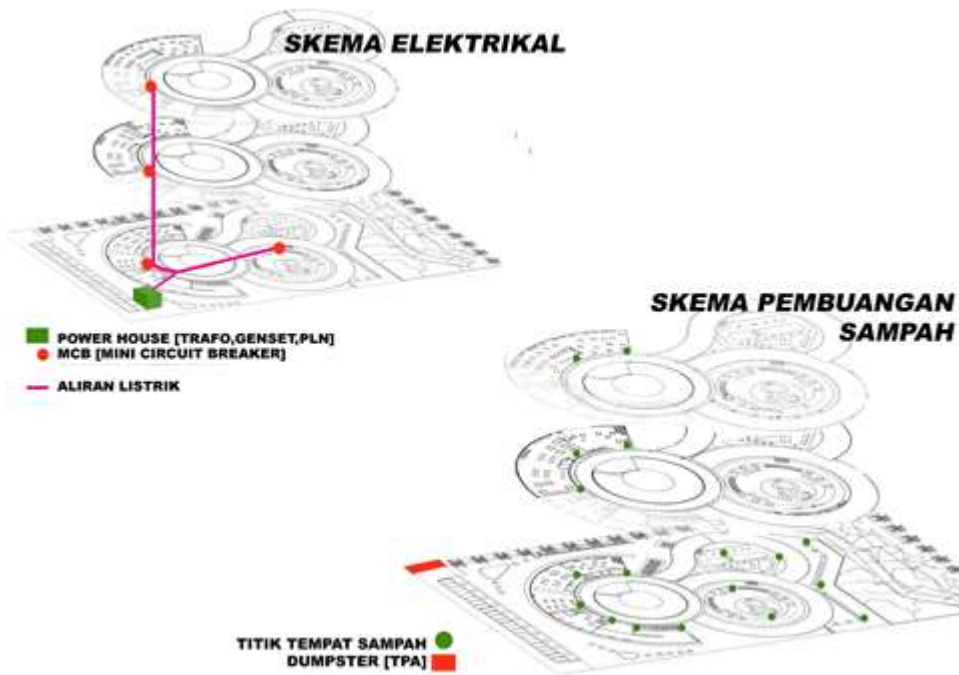 SKEMA ELEKTRIKAL
POWER HOUSE [TRAFO,GENSET,PLN]
MCB [MINI CIRCUIT BREAKER]
ALIRAN LISTRIK
SKEMA PEMBUANGAN
SAMPAH
TITIK TEMPAT SAMPAH
DUMPSTER [TPA]